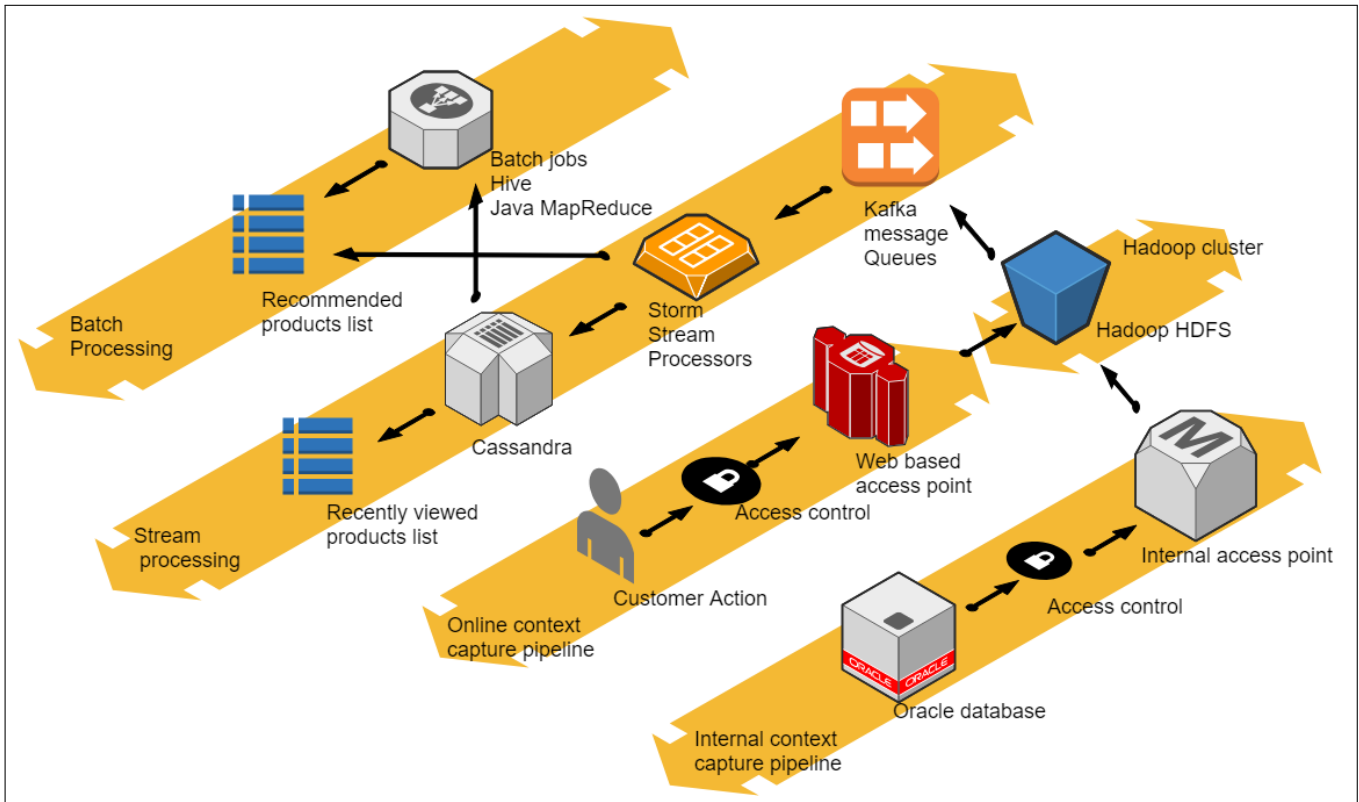 Batch jobs
Hive
Java MapReduce
Recommended
products list
Batch
Processing
Kafka
message
Queues
Storm
Stream
Processors
Cassandra
Recently viewed
products list
Stream
processing
Hadoop cluster
Hadoop HDFS
Web based
access point
Access control
Customer Action
Online context
capture pipeline
M
Internal access point
Access control
ORACLE ORACLE
Oracle database
Internal context
capture pipeline